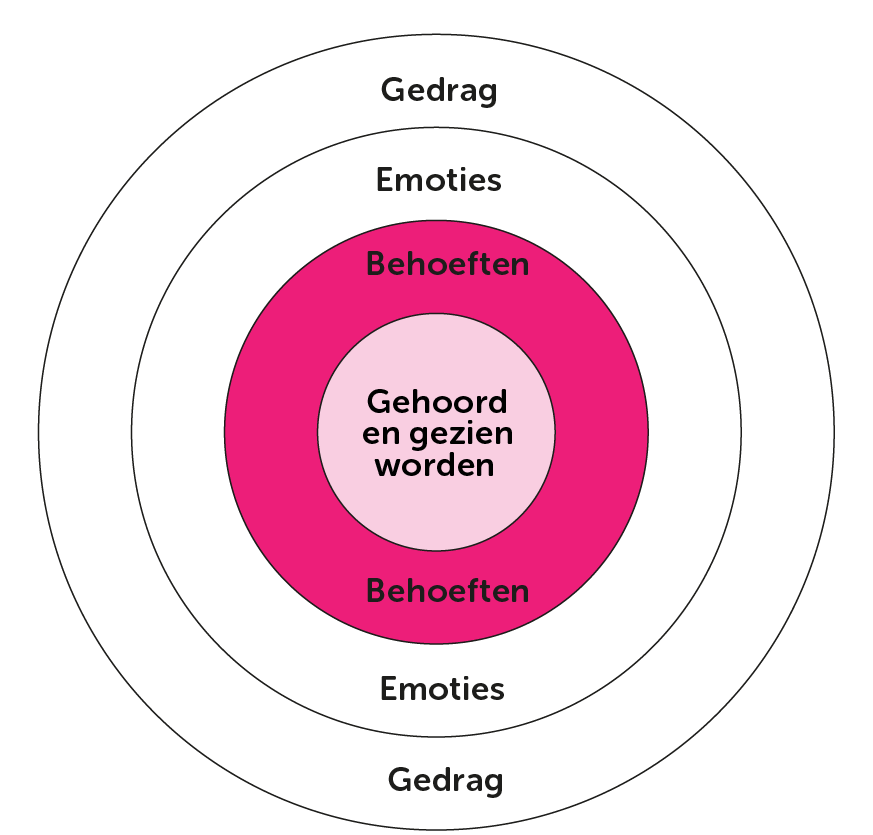 Gedrag
Emoties
Behoeften
Gehoord
en gezien
worden
Behoeften
Emoties
Gedrag